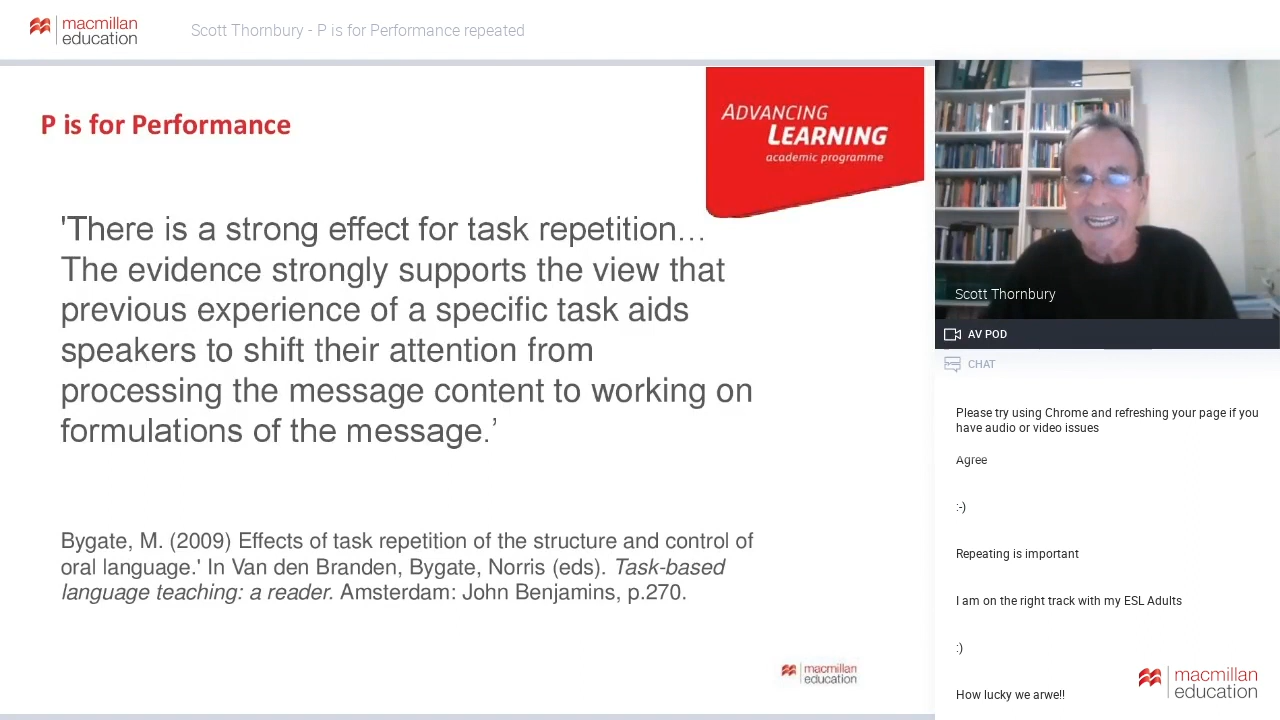 macmillan
education
Scott Thornbury - P is for Performance repeated
P is for Performance
ADVANCING
LEARNING
academic programme
'There is a strong effect for task repetition…
The evidence strongly supports the view that
previous experience of a specific task aids
speakers to shift their attention from
processing the message content to working on
formulations of the message.’
Bygate, M. (2009) Effects of task repetition of the structure and control of
oral language.' In Van den Branden, Bygate, Norris (eds). Task-based
language teaching: a reader. Amsterdam: John Benjamins, p.270.
macmillan
education
Scott Thornbury
AV POD
CHAT
Please try using Chrome and refreshing your page if you
have audio or video issues
Agree
:-)
Repeating is important
I am on the right track with my ESL Adults
:)
How lucky we arwe!!
macmillan
education